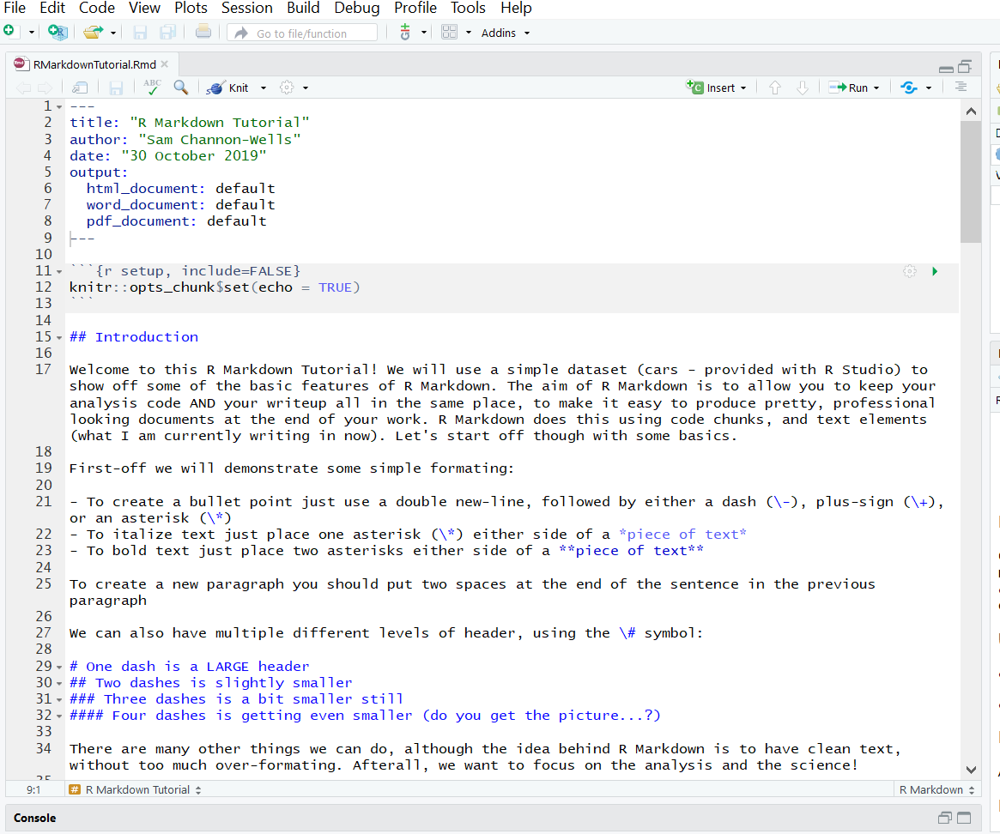 File Edit Code View Plots Session Build Debug Profile Tools Help
Go to file/function Addins
RMarkdownTutorial.Rmd
ABC Knit Insert Run
1 ---
2 title: "R Markdown Tutorial"
3 author: "Sam Channon-Wells"
4 date: "30 October 2019"
5 output:
6 html_document: default
7 word_document: default
8 pdf_document: default
9 ---
10
11 ```{r setup, include=FALSE}
12 knitr::opts_chunk$set(echo = TRUE)
13 ```
14
15 ## Introduction
16
17 Welcome to this R Markdown Tutorial! We will use a simple dataset (cars - provided with R Studio) to
show off some of the basic features of R Markdown. The aim of R Markdown is to allow you to keep your
analysis code AND your writeup all in the same place, to make it easy to produce pretty, professional
looking documents at the end of your work. R Markdown does this using code chunks, and text elements
(what I am currently writing in now). Let's start off though with some basics.
18
19 First-off we will demonstrate some simple formating:
20
21 - To create a bullet point just use a double new-line, followed by either a dash (\-), plus-sign (\+),
or an asterisk (\*)
22 - To italize text just place one asterisk (\*) either side of a *piece of text*
23 - To bold text just place two asterisks either side of a **piece of text**
24
25 To create a new paragraph you should put two spaces at the end of the sentence in the previous
paragraph
26
27 We can also have multiple different levels of header, using the \# symbol:
28
29 # One dash is a LARGE header
30 ## Two dashes is slightly smaller
31 ### Three dashes is a bit smaller still
32 #### Four dashes is getting even smaller (do you get the picture...?)
33
34 There are many other things we can do, although the idea behind R Markdown is to have clean text,
without too much over-formating. Afterall, we want to focus on the analysis and the science!
35
9:1 # R Markdown Tutorial R Markdown
Console